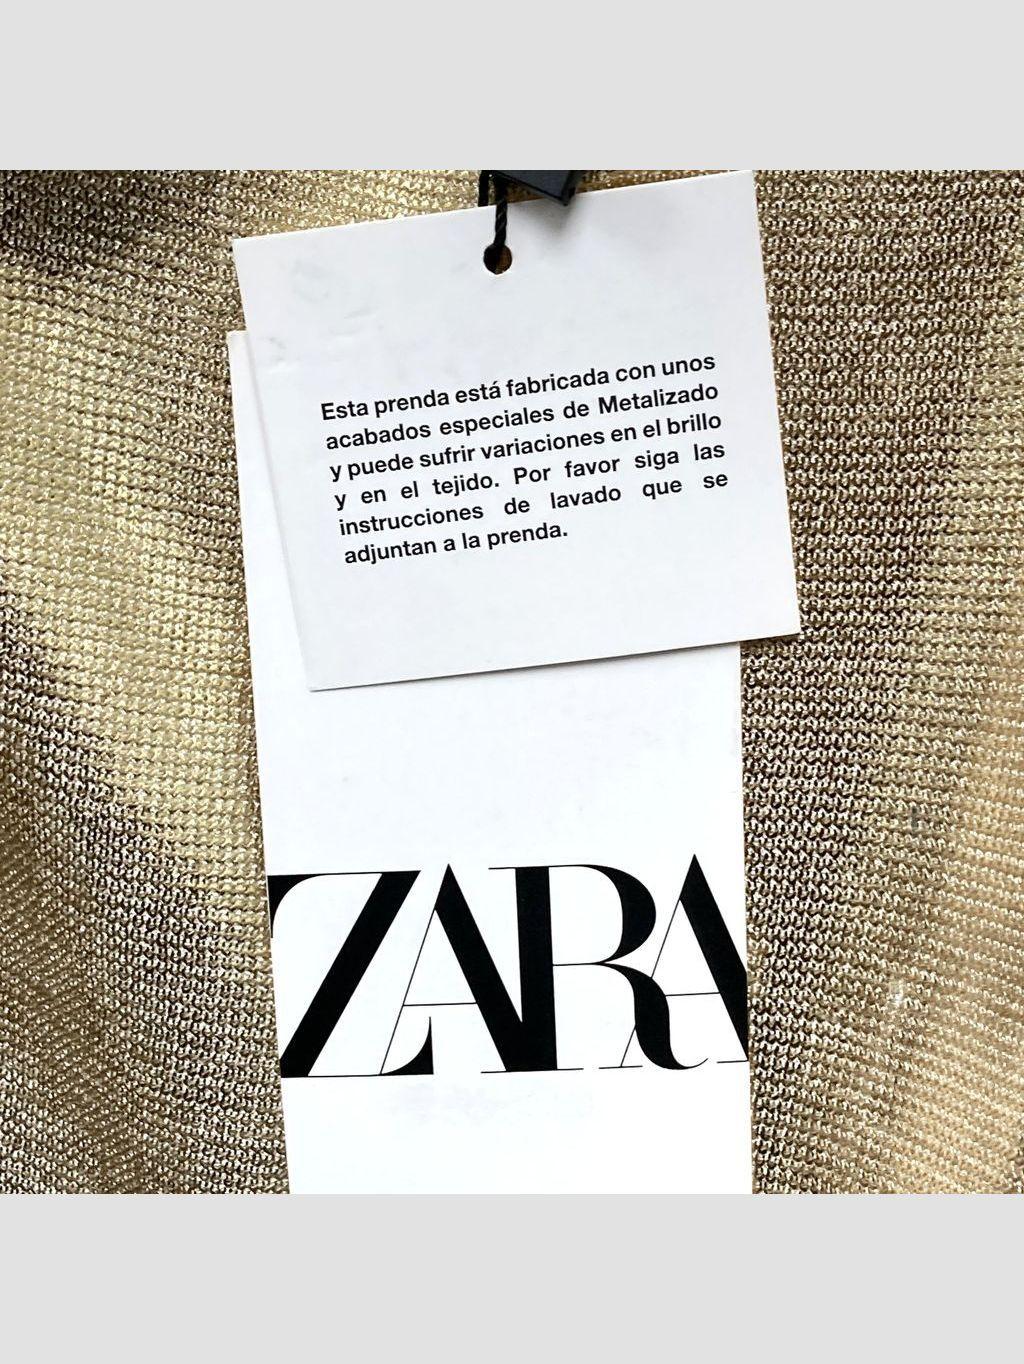 Esta prenda está fabricada con unos
acabados especiales de Metalizado
y puede sufrir variaciones en el brillo
y en el tejido. Por favor siga las
instrucciones de lavado que se
adjuntan a la prenda.
ZARA